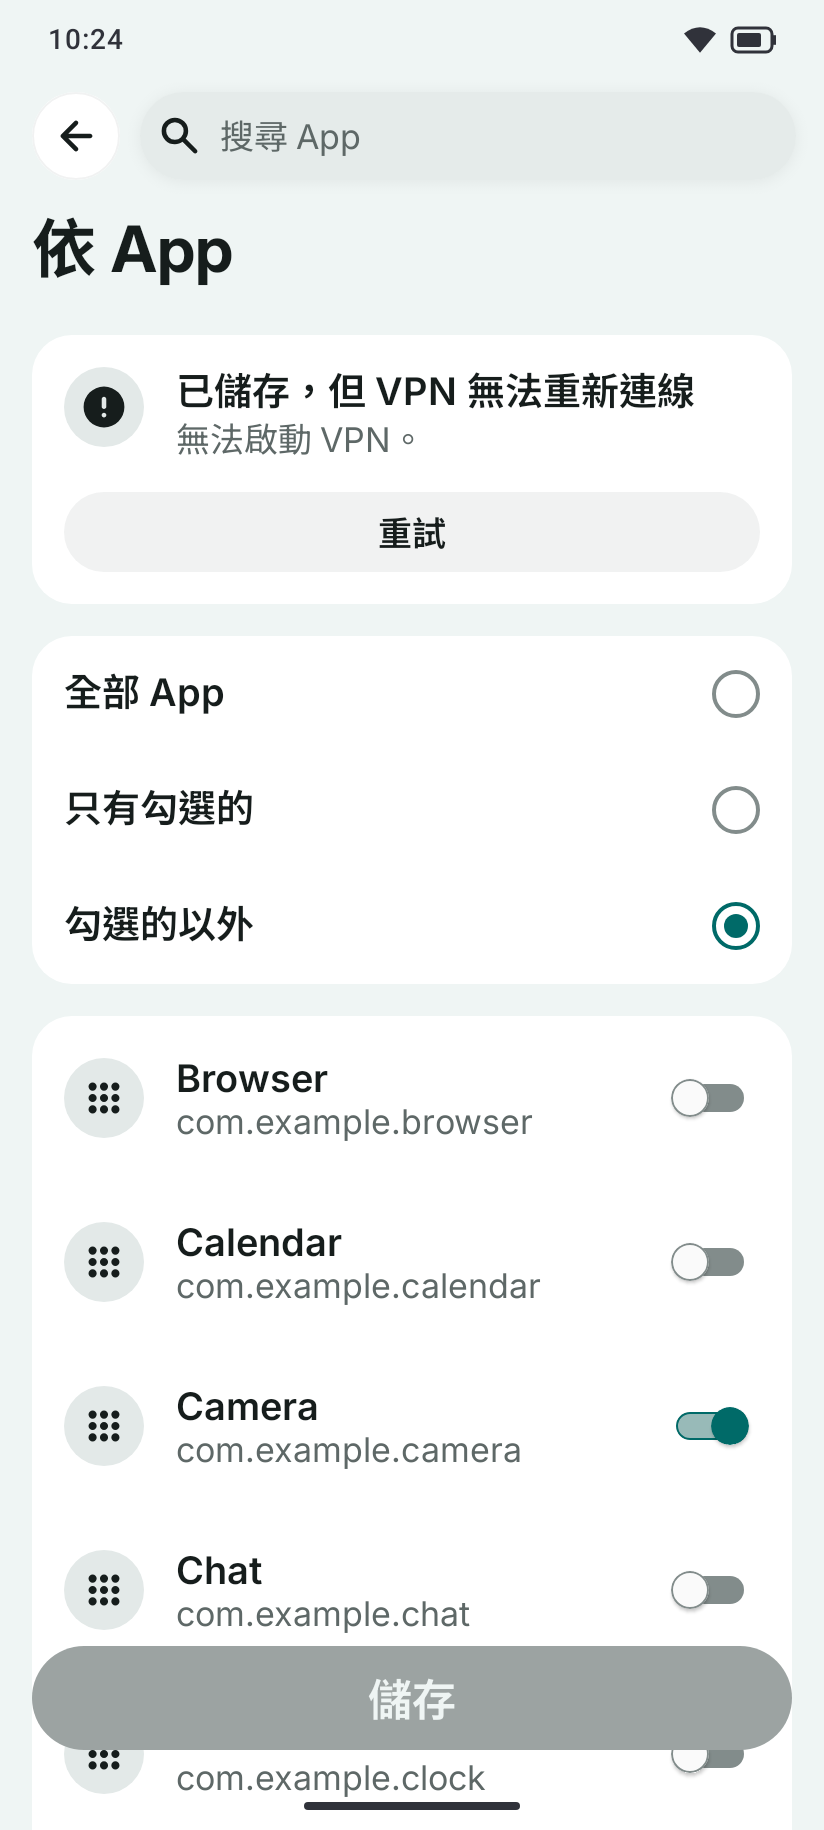 10:24
搜尋 App
依 App
已儲存，但 VPN 無法重新連線
無法啟動 VPN。
重試
全部 App
只有勾選的
勾選的以外
Browser
com.example.browser
Calendar
com.example.calendar
Camera
com.example.camera
Chat
com.example.chat
儲存
com.example.clock